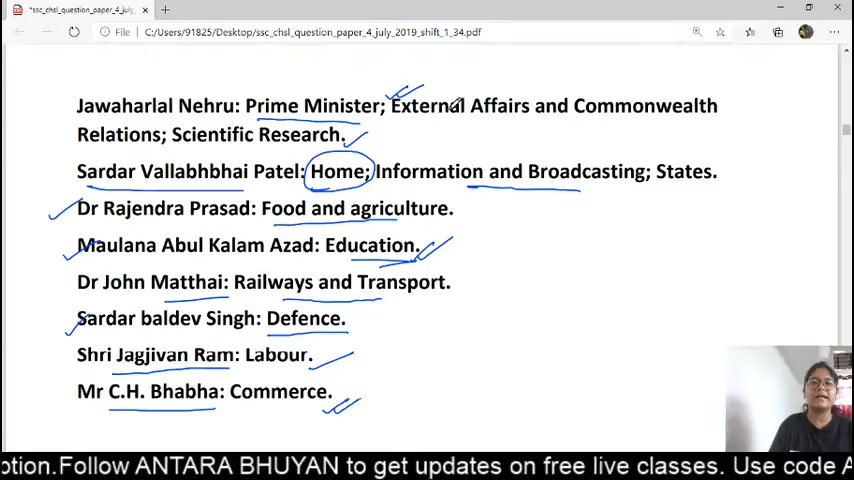 *ssc_chsl_question_paper_4_july
File
C:/Users/91825/Desktop/ssc_chsl_question_paper_4_july_2019_shift_1_34.pdf
Jawaharlal Nehru: Prime Minister; External Affairs and Commonwealth
Relations; Scientific Research.
Sardar Vallabhbhai Patel: Home; Information and Broadcasting; States.
Dr Rajendra Prasad: Food and agriculture.
Maulana Abul Kalam Azad: Education.
Dr John Matthai: Railways and Transport.
Sardar baldev Singh: Defence.
Shri Jagjivan Ram: Labour.
Mr C.H. Bhabha: Commerce.
ption.Follow ANTARA BHUYAN to get updates on free live classes. Use code A